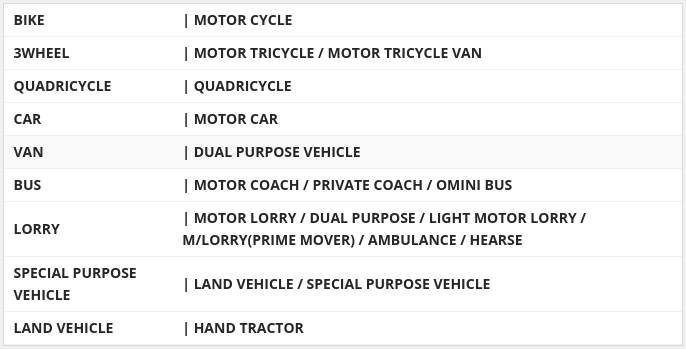 BIKE | MOTOR CYCLE
3WHEEL | MOTOR TRICYCLE / MOTOR TRICYCLE VAN
QUADRICYCLE | QUADRICYCLE
CAR | MOTOR CAR
VAN | DUAL PURPOSE VEHICLE
BUS | MOTOR COACH / PRIVATE COACH / OMINI BUS
LORRY | MOTOR LORRY / DUAL PURPOSE / LIGHT MOTOR LORRY /
M/LORRY(PRIME MOVER) / AMBULANCE / HEARSE
SPECIAL PURPOSE
VEHICLE | LAND VEHICLE / SPECIAL PURPOSE VEHICLE
LAND VEHICLE | HAND TRACTOR